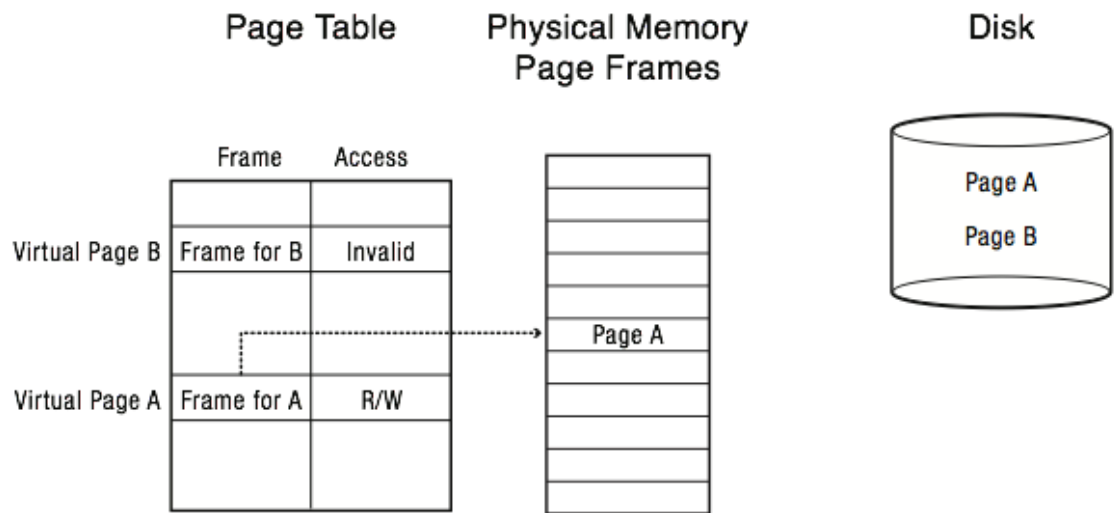 Page Table
Physical Memory
Page Frames
Disk
Frame
Access
Virtual Page B
Frame for B
Invalid
Virtual Page A
Frame for A
R/W
Page A
Page A
Page B